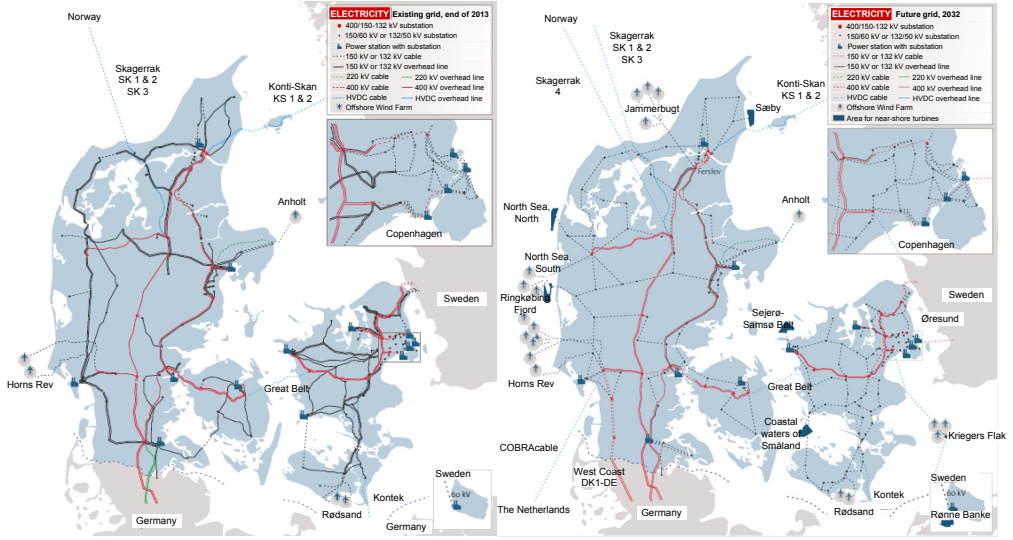 ELECTRICITY Existing grid, end of 2013
400/150-132 kV substation
150/60 kV or 132/50 kV substation
Power station with substation
150 kV or 132 kV cable
150 kV or 132 kV overhead line
220 kV cable
220 kV overhead line
400 kV cable
400 kV overhead line
HVDC cable
HVDC overhead line
Offshore Wind Farm
Norway
Skagerrak
SK 1 & 2
SK 3
Konti-Skan
KS 1 & 2
Anholt
Copenhagen
Sweden
Great Belt
Horns Rev
Rødsand
Kontek
Germany
Germany
Sweden
60 kV
ELECTRICITY Future grid, 2032
400/150-132 kV substation
150/60 kV or 132/50 kV substation
Power station with substation
150 kV or 132 kV cable
150 kV or 132 kV overhead line
220 kV cable
220 kV overhead line
400 kV cable
400 kV overhead line
HVDC cable
HVDC overhead line
Offshore Wind Farm
Area for near-shore turbines
Norway
Skagerrak
SK 1 & 2
SK 3
Skagerrak
4
Jammerbugt
Konti-Skan
KS 1 & 2
Sæby
Ferslev
Anholt
Copenhagen
North Sea,
North
North Sea,
South
Ringkøbing
Fjord
Horns Rev
Sejerø-
Samsø Belt
Sweden
Øresund
Great Belt
Coastal
waters of
Småland
Kriegers Flak
COBRAcable
West Coast
DK1-DE
The Netherlands
Germany
Rødsand
Kontek
Sweden
60 kV
Rønne Banke